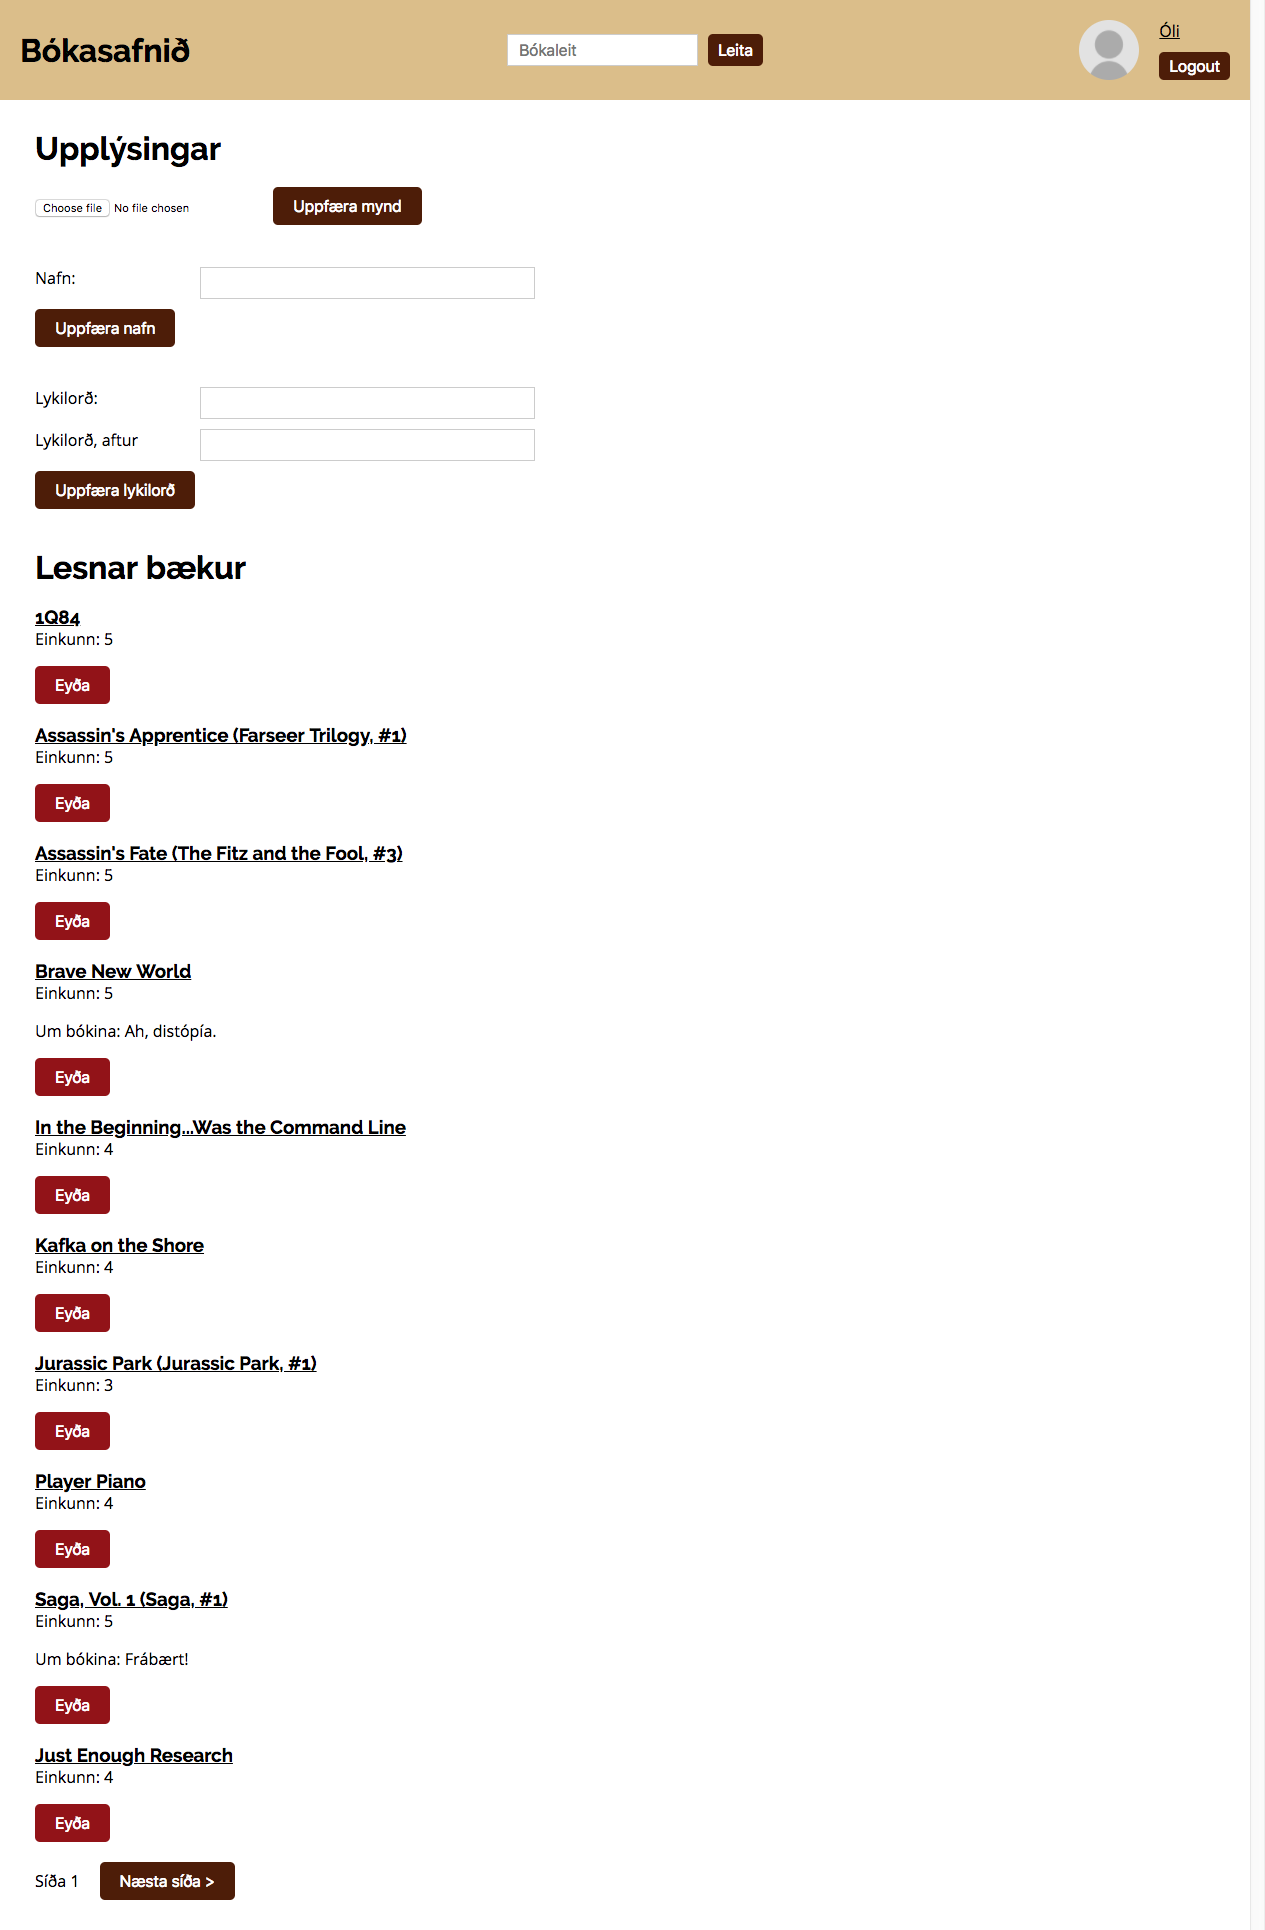 Bókasafnið
Bókaleit
Leita
Óli
Logout
Upplýsingar
Choose file No file chosen
Uppfæra mynd
Nafn:
Uppfæra nafn
Lykilorð:
Lykilorð, aftur
Uppfæra lykilorð
Lesnar bækur
1Q84
Einkunn: 5
Eyða
Assassin's Apprentice (Farseer Trilogy, #1)
Einkunn: 5
Eyða
Assassin's Fate (The Fitz and the Fool, #3)
Einkunn: 5
Eyða
Brave New World
Einkunn: 5
Um bókina: Ah, distópía.
Eyða
In the Beginning...Was the Command Line
Einkunn: 4
Eyða
Kafka on the Shore
Einkunn: 4
Eyða
Jurassic Park (Jurassic Park, #1)
Einkunn: 3
Eyða
Player Piano
Einkunn: 4
Eyða
Saga, Vol. 1 (Saga, #1)
Einkunn: 5
Um bókina: Frábært!
Eyða
Just Enough Research
Einkunn: 4
Eyða
Síða 1
Næsta síða >